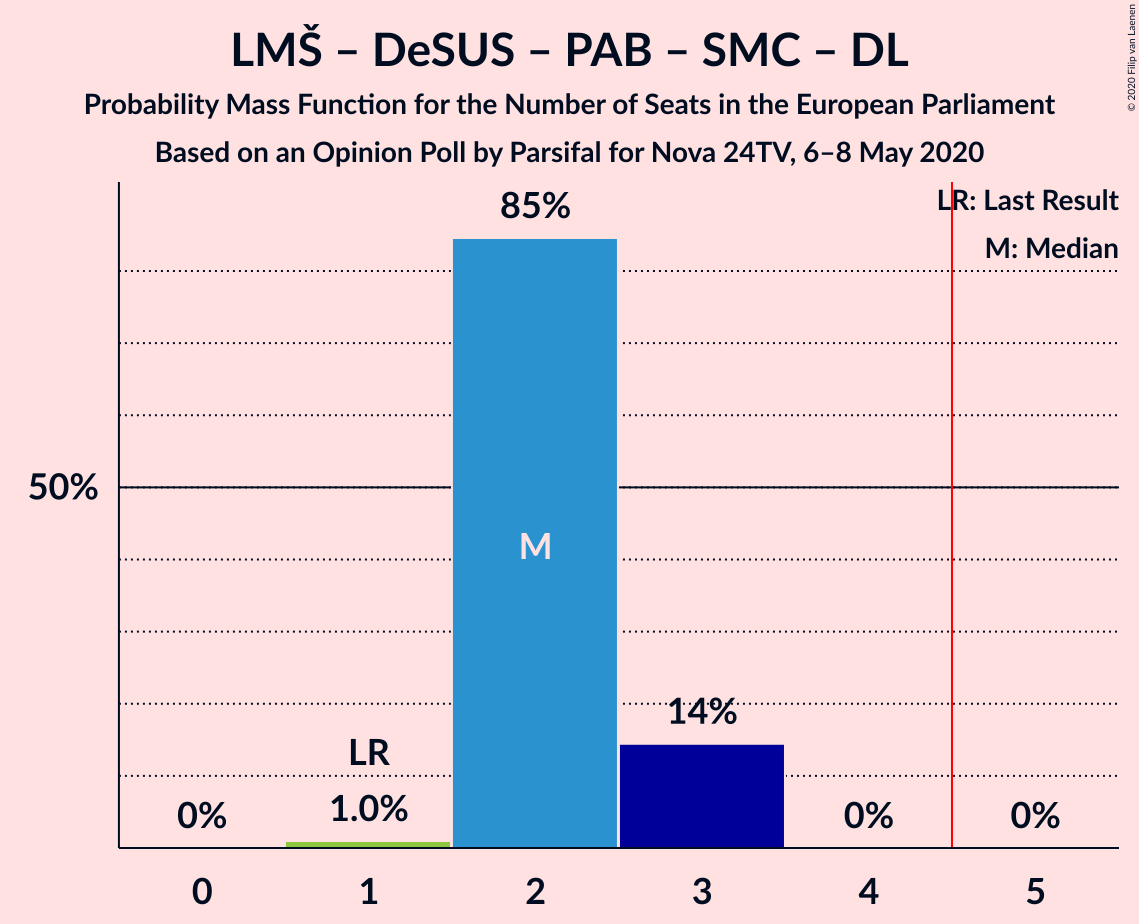 LMŠ – DeSUS – PAB – SMC – DL
Probability Mass Function for the Number of Seats in the European Parliament
Based on an Opinion Poll by Parsifal for Nova 24TV, 6–8 May 2020
© 2020 Filip van Laenen
LR: Last Result
M: Median
85%
50%
M
14%
LR
0%
1.0%
0%
0%
0
1
2
3
4
5